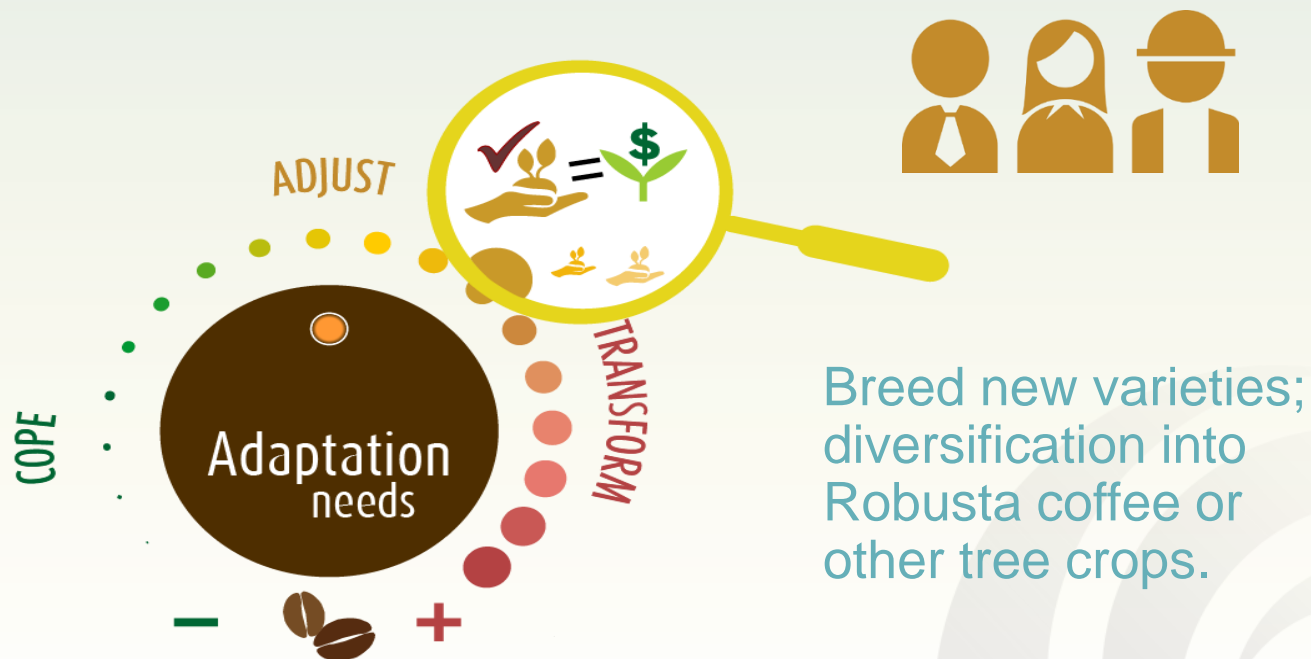 ADJUST
$
=
TRANSFORM
COPE
Adaptation
needs
− +
Breed new varieties;
diversification into
Robusta coffee or
other tree crops.